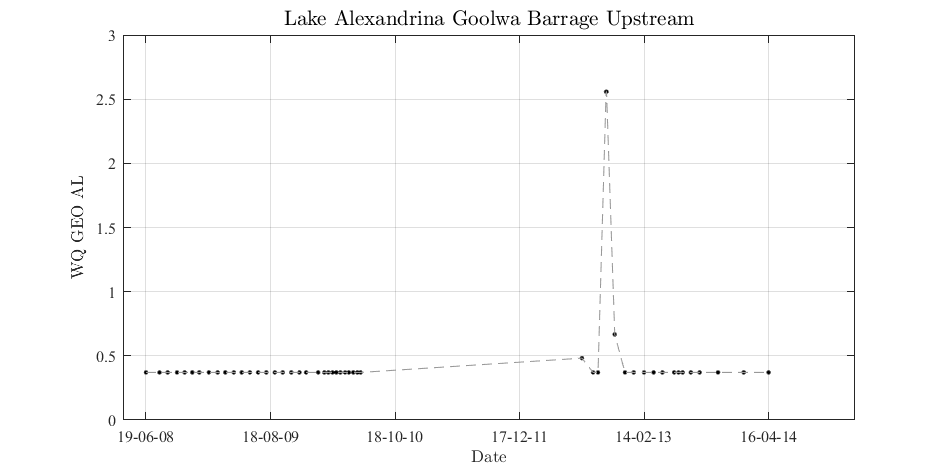 Lake Alexandrina Goolwa Barrage Upstream
3
2.5
2
1.5
1
0.5
0
WQ GEO AL
19-06-08 18-08-09 18-10-10 17-12-11 14-02-13 16-04-14
Date